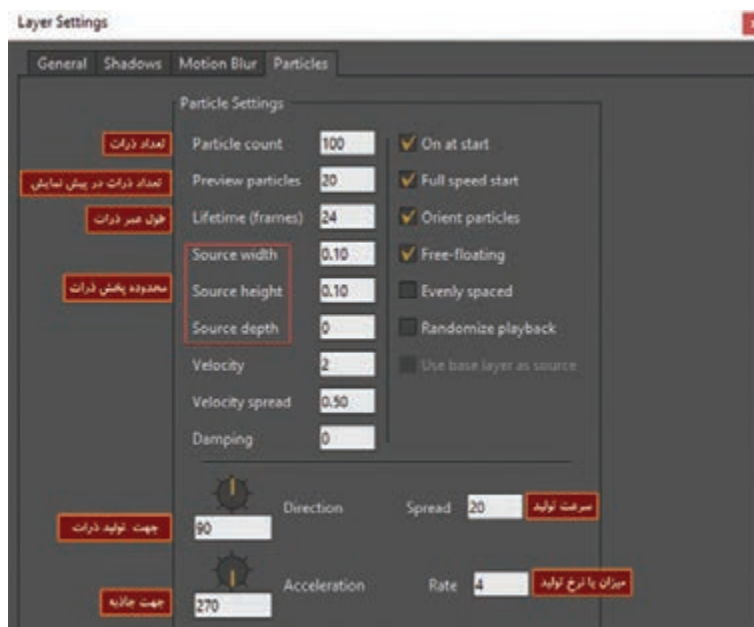 Layer Settings
General Shadows Motion Blur Particles
Particle Settings
تعداد ذرات Particle count 100 On at start
تعداد ذرات در پیش نمایش Preview particles 20 Full speed start
طول عمر ذرات Lifetime (frames) 24 Orient particles
Source width 0.10 Free-floating
محدوده پخش ذرات Source height 0.10 Evenly spaced
Source depth 0 Randomize playback
Velocity 2 Use base layer as source
Velocity spread 0.50
Damping 0
Direction Spread 20 سرعت تولید
جهت تولید ذرات 90
Acceleration Rate 4 میزان یا نرخ تولید
جهت جاذبه 270